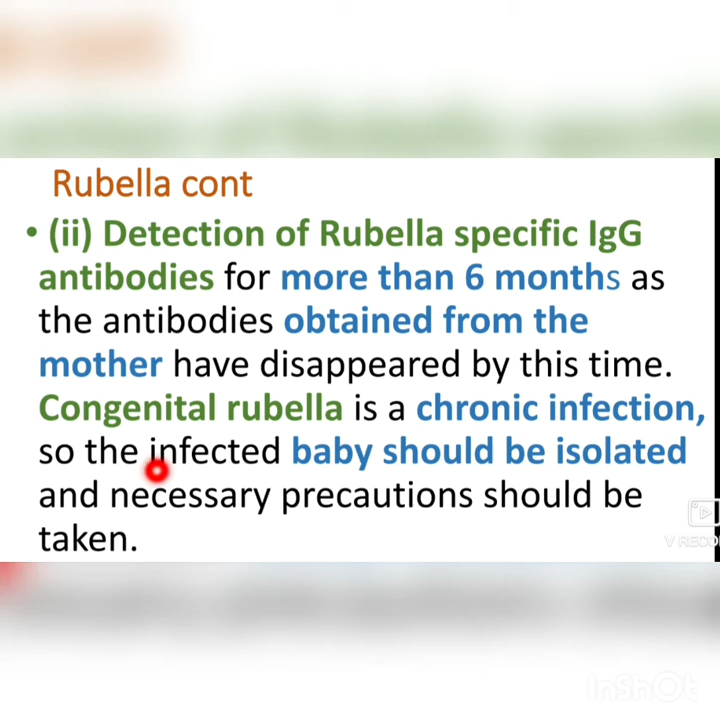 Rubella cont
• (ii) Detection of Rubella specific IgG
antibodies for more than 6 months as
the antibodies obtained from the
mother have disappeared by this time.
Congenital rubella is a chronic infection,
so the infected baby should be isolated
and necessary precautions should be
taken.
V RECO
InShOt